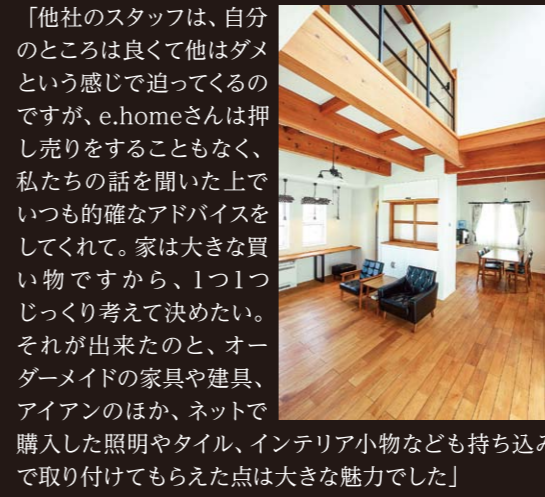 「他社のスタッフは、自分
のところは良くて他はダメ
という感じで迫ってくるの
ですが、e.homeさんは押
し売りをすることもなく、
私たちの話を聞いた上で
いつも的確なアドバイスを
してくれて。家は大きな買
い物ですから、1つ1つ
じっくり考えて決めたい。
それが出来たのと、オー
ダーメイドの家具や建具、
アイアンのほか、ネットで
購入した照明やタイル、インテリア小物なども持ち込み
で取り付けてもらえた点は大きな魅力でした」